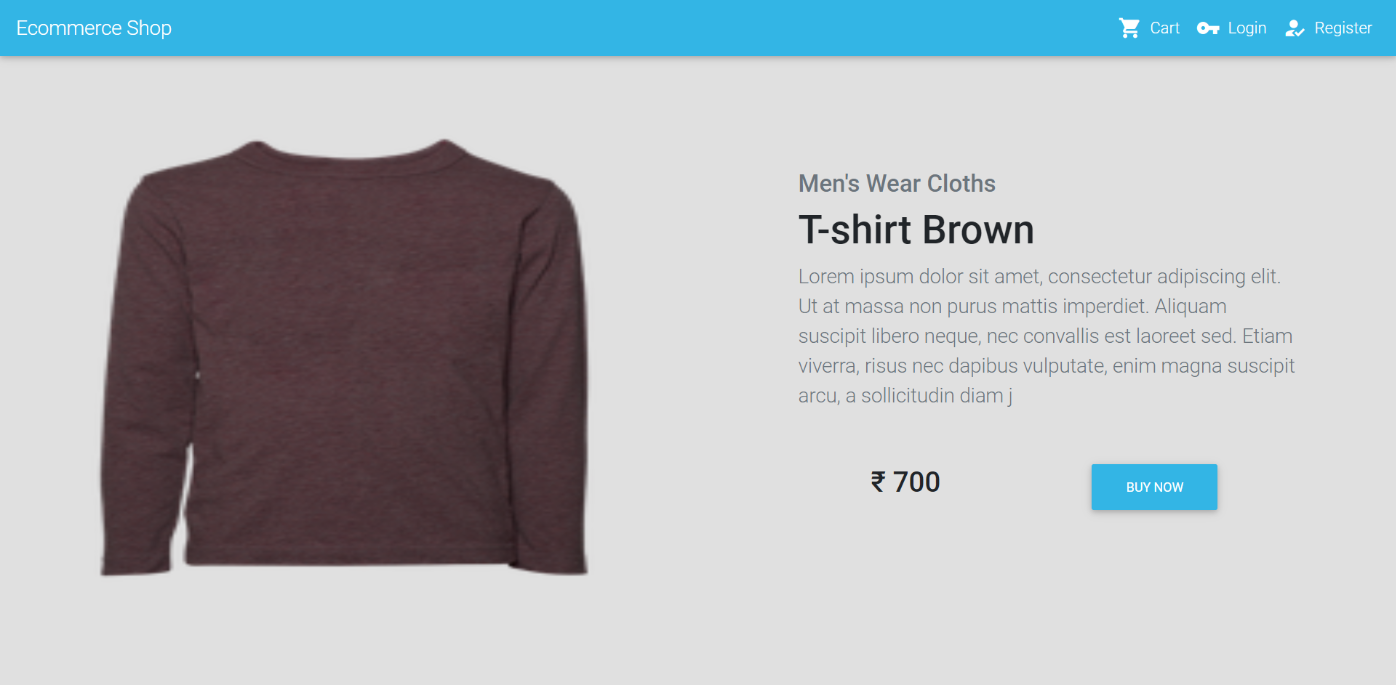 Ecommerce Shop
Cart
Login
Register
Men's Wear Cloths
T-shirt Brown
Lorem ipsum dolor sit amet, consectetur adipiscing elit.
Ut at massa non purus mattis imperdiet. Aliquam
suscipit libero neque, nec convallis est laoreet sed. Etiam
viverra, risus nec dapibus vulputate, enim magna suscipit
arcu, a sollicitudin diam j
₹ 700
BUY NOW